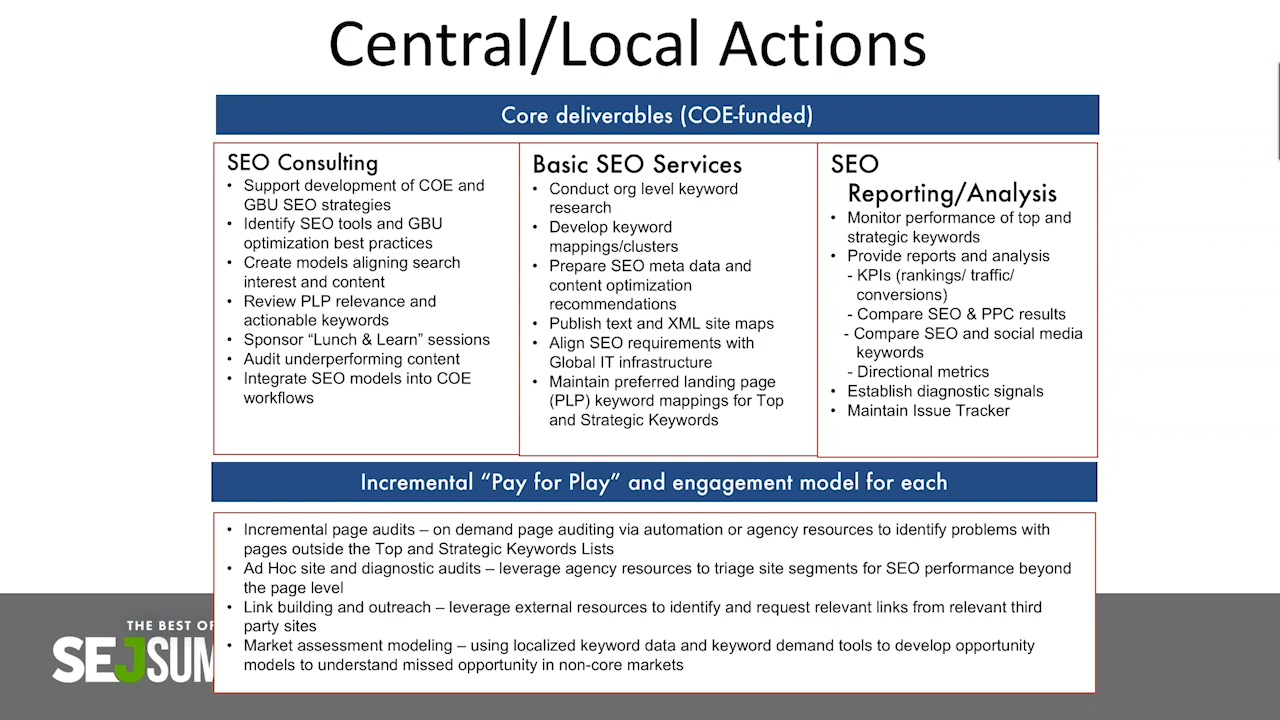 Central/Local Actions
Core deliverables (COE-funded)
SEO Consulting
• Support development of COE and
GBU SEO strategies
• Identify SEO tools and GBU
optimization best practices
• Create models aligning search
interest and content
• Review PLP relevance and
actionable keywords
• Sponsor “Lunch & Learn” sessions
• Audit underperforming content
• Integrate SEO models into COE
workflows
Basic SEO Services
• Conduct org level keyword
research
• Develop keyword
mappings/clusters
• Prepare SEO meta data and
content optimization
recommendations
• Publish text and XML site maps
• Align SEO requirements with
Global IT infrastructure
• Maintain preferred landing page
(PLP) keyword mappings for Top
and Strategic Keywords
SEO
Reporting/Analysis
• Monitor performance of top and
strategic keywords
• Provide reports and analysis
- KPIs (rankings/ traffic/
conversions)
- Compare SEO & PPC results
- Compare SEO and social media
keywords
- Directional metrics
• Establish diagnostic signals
• Maintain Issue Tracker
Incremental “Pay for Play” and engagement model for each
• Incremental page audits – on demand page auditing via automation or agency resources to identify problems with
pages outside the Top and Strategic Keywords Lists
• Ad Hoc site and diagnostic audits – leverage agency resources to triage site segments for SEO performance beyond
the page level
• Link building and outreach – leverage external resources to identify and request relevant links from relevant third
party sites
• Market assessment modeling – using localized keyword data and keyword demand tools to develop opportunity
models to understand missed opportunity in non-core markets
THE BEST OF
SEJSUM